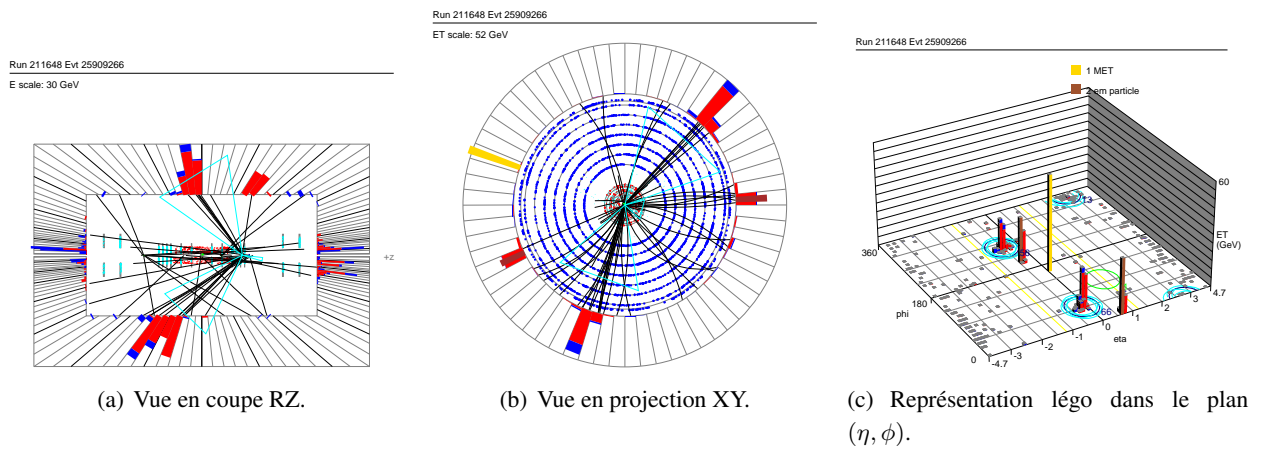 Run 211648 Evt 25909266
E scale: 30 GeV
+z
(a) Vue en coupe RZ.
Run 211648 Evt 25909266
ET scale: 52 GeV
(b) Vue en projection XY.
Run 211648 Evt 25909266
1 MET
2 em particle
60
ET
(GeV)
360
180
phi
0
-4.7
-3
-2
-1
0
1
2
3
4.7
eta
13
66
(c) Représentation légo dans le plan
(η, ϕ).